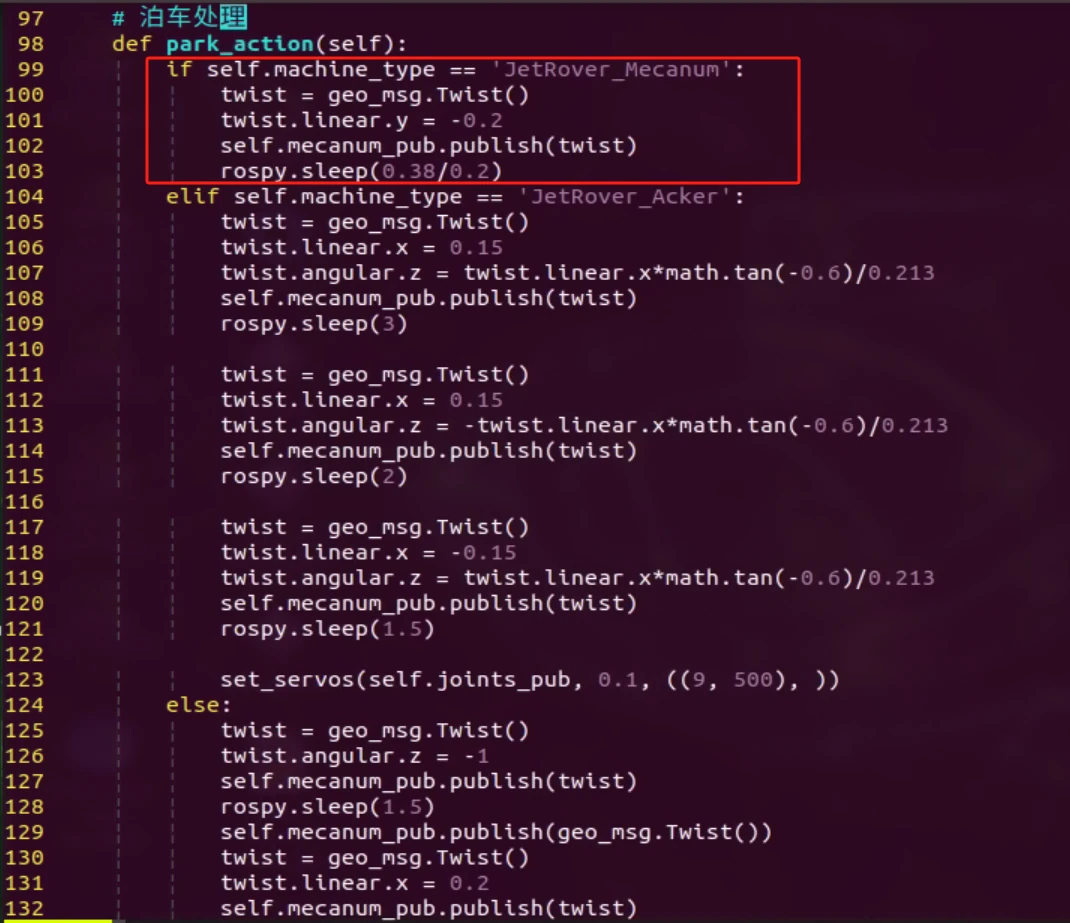 97 # 泊车处理
98 def park_action(self):
99 if self.machine_type == 'JetRover_Mecanum':
100 twist = geo_msg.Twist()
101 twist.linear.y = -0.2
102 self.mecanum_pub.publish(twist)
103 rospy.sleep(0.38/0.2)
104 elif self.machine_type == 'JetRover_Acker':
105 twist = geo_msg.Twist()
106 twist.linear.x = 0.15
107 twist.angular.z = twist.linear.x*math.tan(-0.6)/0.213
108 self.mecanum_pub.publish(twist)
109 rospy.sleep(3)
110
111 twist = geo_msg.Twist()
112 twist.linear.x = 0.15
113 twist.angular.z = -twist.linear.x*math.tan(-0.6)/0.213
114 self.mecanum_pub.publish(twist)
115 rospy.sleep(2)
116
117 twist = geo_msg.Twist()
118 twist.linear.x = -0.15
119 twist.angular.z = twist.linear.x*math.tan(-0.6)/0.213
120 self.mecanum_pub.publish(twist)
121 rospy.sleep(1.5)
122
123 set_servos(self.joints_pub, 0.1, ((9, 500), ))
124 else:
125 twist = geo_msg.Twist()
126 twist.angular.z = -1
127 self.mecanum_pub.publish(twist)
128 rospy.sleep(1.5)
129 self.mecanum_pub.publish(geo_msg.Twist())
130 twist = geo_msg.Twist()
131 twist.linear.x = 0.2
132 self.mecanum_pub.publish(twist)